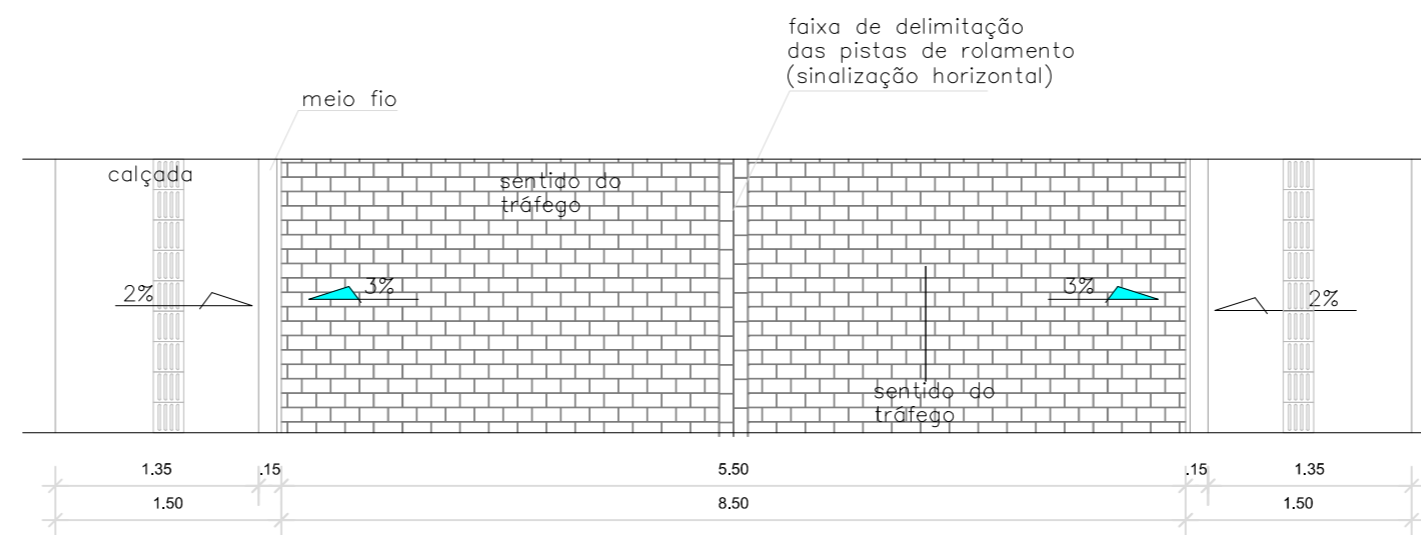 faixa de delimitação
das pistas de rolamento
(sinalização horizontal)
meio fio
calçada
sentido do
tráfego
2%
3%
3%
2%
sentido do
tráfego
1.35
.15
5.50
.15
1.35
1.50
8.50
1.50